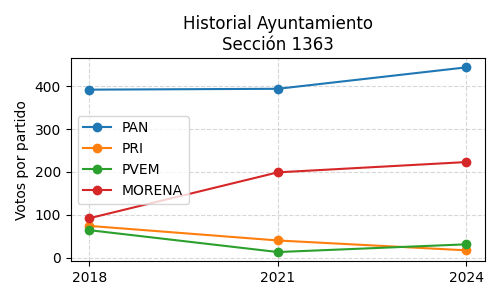 Historial Ayuntamiento
Sección 1363
Votos por partido
400
300
200
100
0
PAN
PRI
PVEM
MORENA
2018
2021
2024